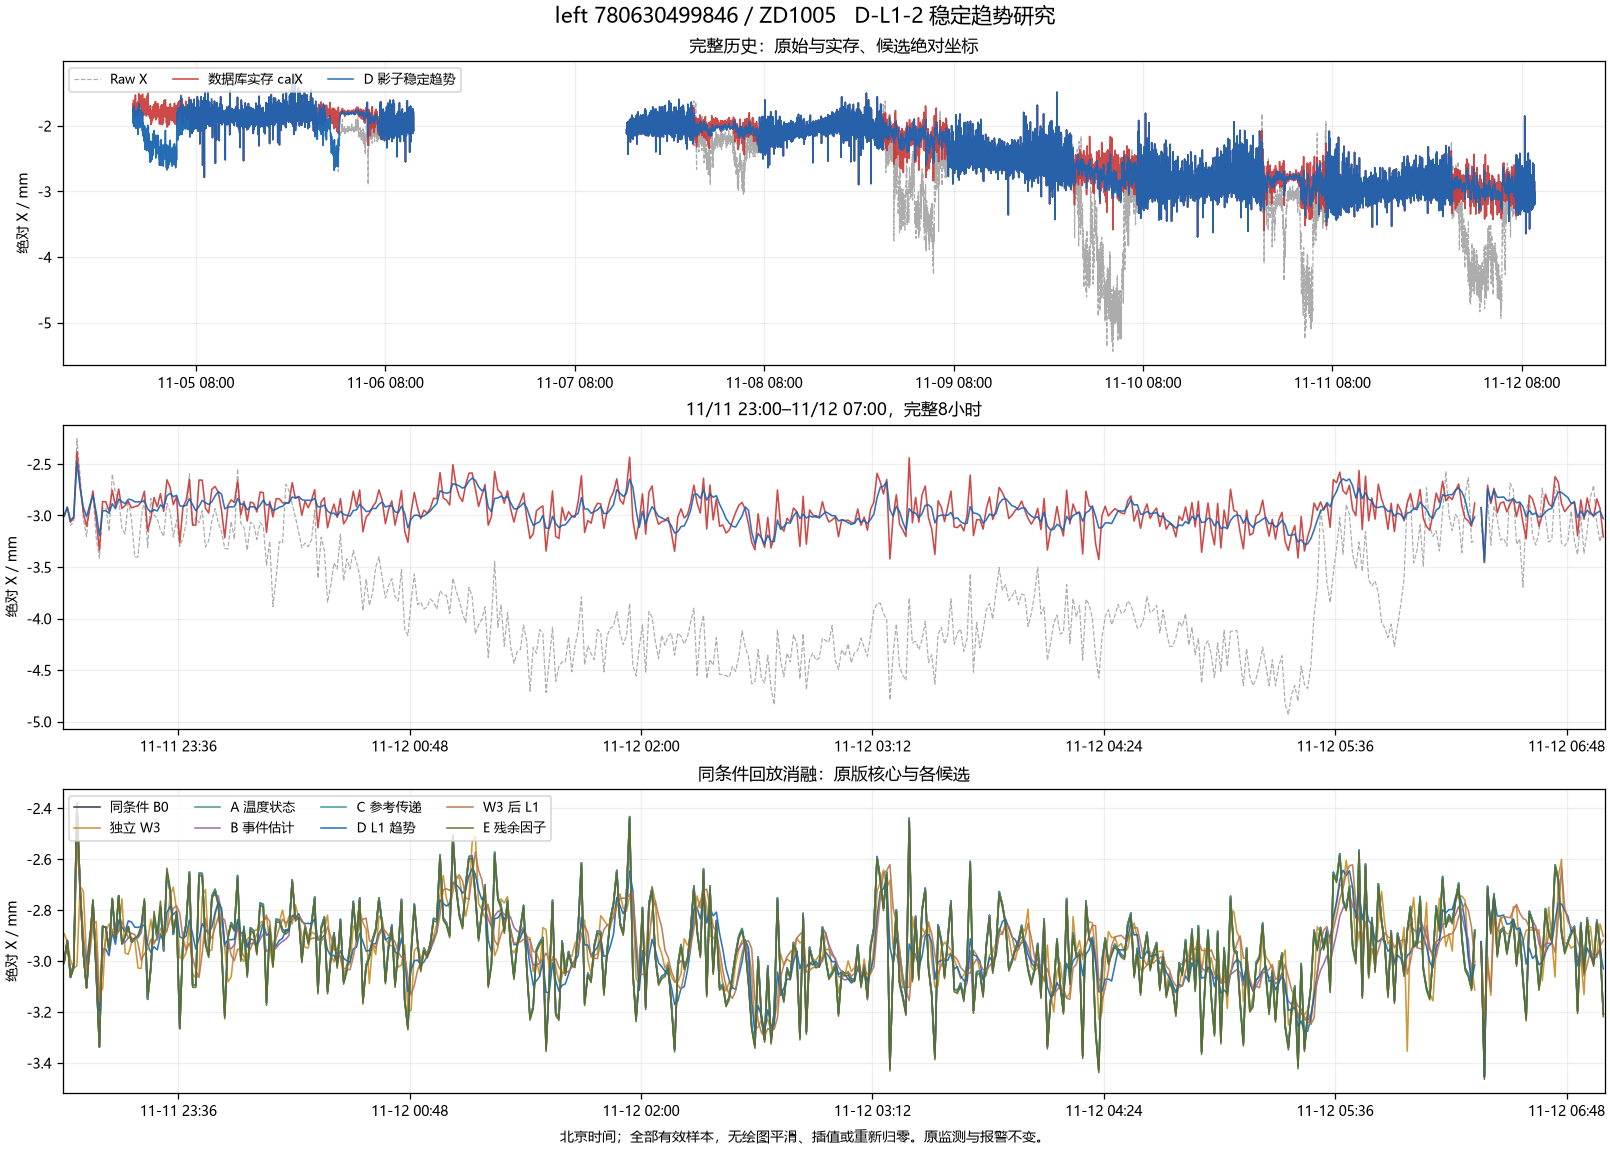 left 780630499846 / ZD1005   D-L1-2 稳定趋势研究
完整历史：原始与实存、候选绝对坐标
Raw X 数据库实存 calX D 影子稳定趋势
绝对 X / mm
-2
-3
-4
-5
11-05 08:00 11-06 08:00 11-07 08:00 11-08 08:00 11-09 08:00 11-10 08:00 11-11 08:00 11-12 08:00
11/11 23:00–11/12 07:00，完整8小时
绝对 X / mm
-2.5
-3.0
-3.5
-4.0
-4.5
-5.0
11-11 23:36 11-12 00:48 11-12 02:00 11-12 03:12 11-12 04:24 11-12 05:36 11-12 06:48
同条件回放消融：原版核心与各候选
同条件 B0 A 温度状态 C 参考传递 W3 后 L1
独立 W3 B 事件估计 D L1 趋势 E 残余因子
绝对 X / mm
-2.4
-2.6
-2.8
-3.0
-3.2
-3.4
11-11 23:36 11-12 00:48 11-12 02:00 11-12 03:12 11-12 04:24 11-12 05:36 11-12 06:48
北京时间；全部有效样本，无绘图平滑、插值或重新归零。原监测与报警不变。